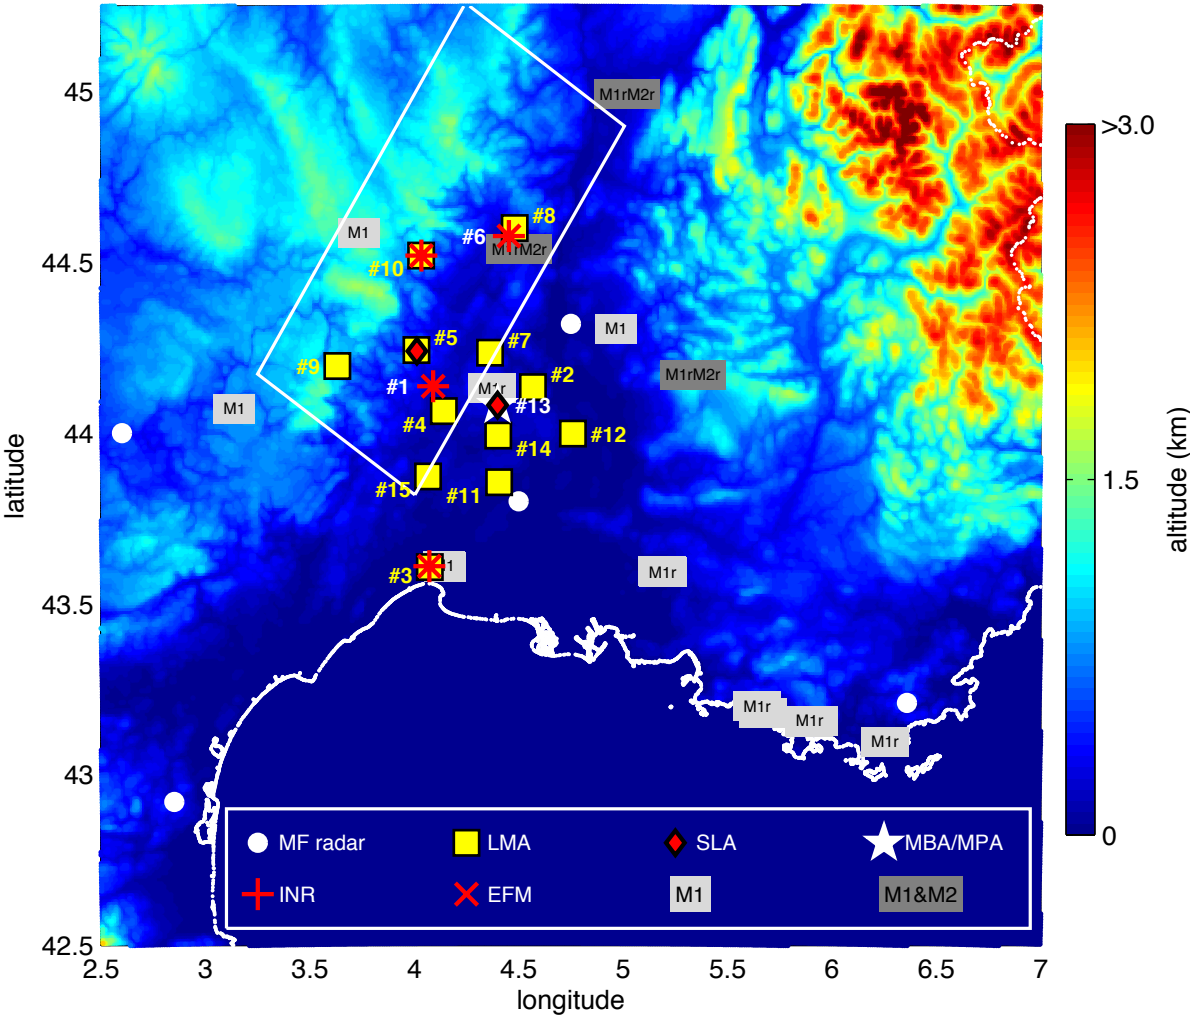 45
44.5
44
43.5
43
42.5
latitude
M1rM2r
M1
#8
#6
M1rM2r
#10
M1
#5
#7
#9
M1rM2r
#2
#1
M1r
M1
#13
#4
#12
#14
#15
#11
M1r
#3
M1r
M1r
M1r
MF radar
LMA
SLA
MBA/MPA
INR
EFM
M1
M1&M2
2.5
3
3.5
4
4.5
5
5.5
6
6.5
7
longitude
>3.0
1.5
0
altitude (km)